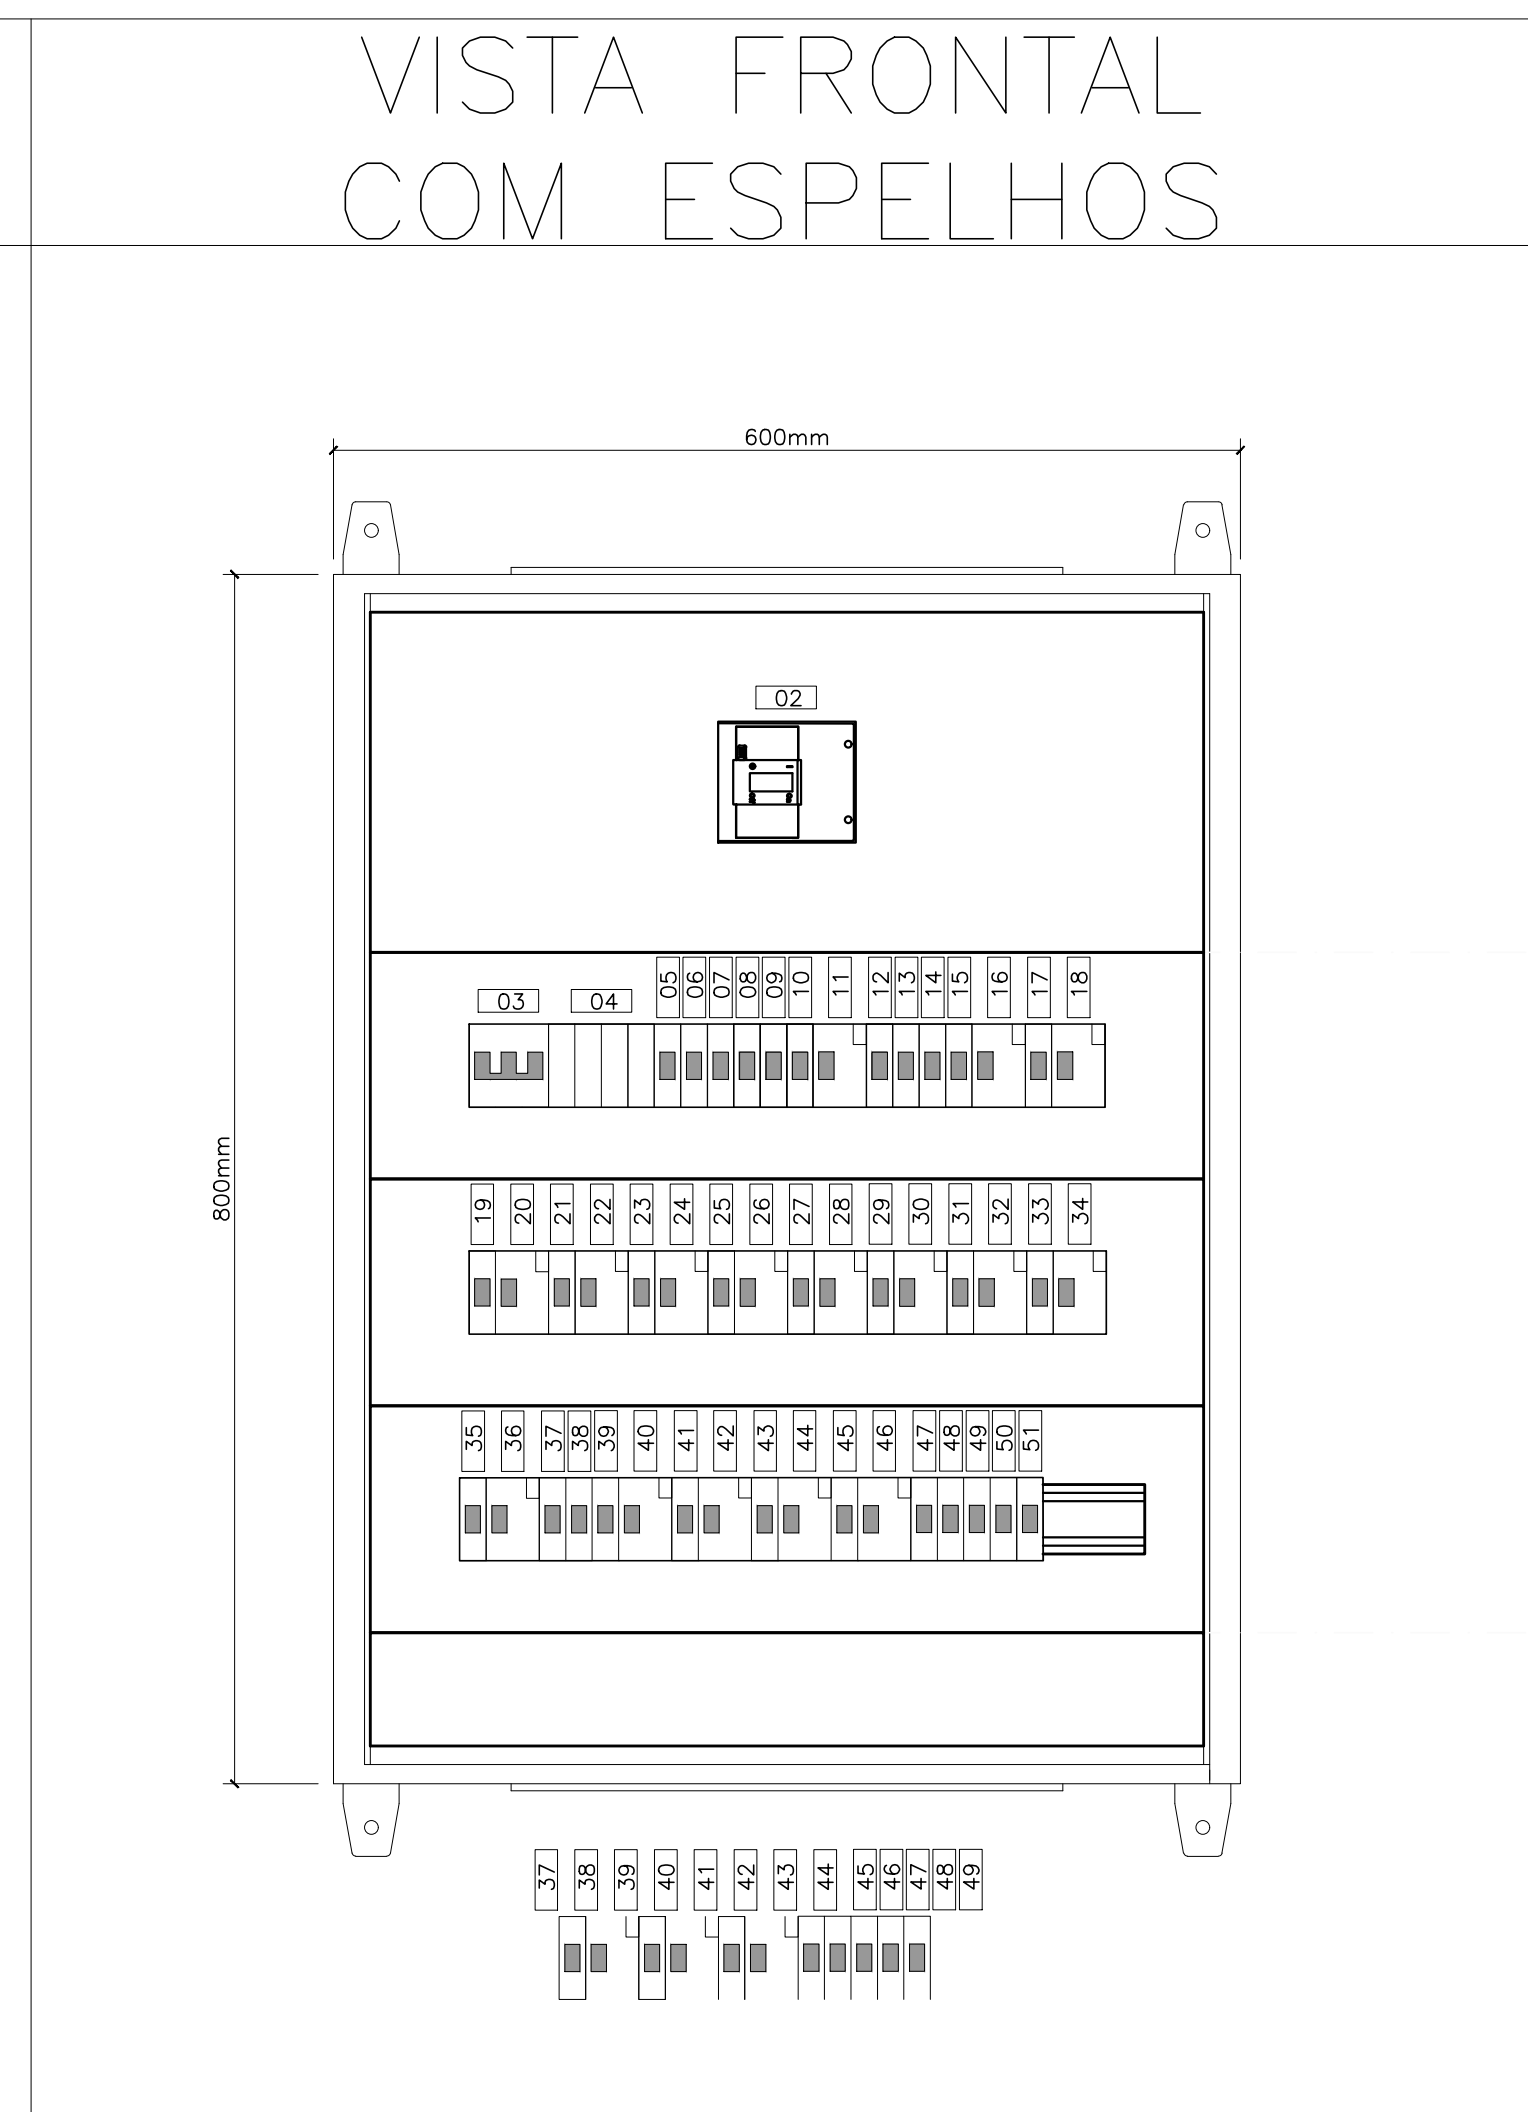 VISTA FRONTAL
COM ESPELHOS
600mm
800mm
02
03 04 05 06 07 08 09 10 11 12 13 14 15 16 17 18
19 20 21 22 23 24 25 26 27 28 29 30 31 32 33 34
35 36 37 38 39 40 41 42 43 44 45 46 47 48 49 50 51
37 38 39 40 41 42 43 44 45 46 47 48 49